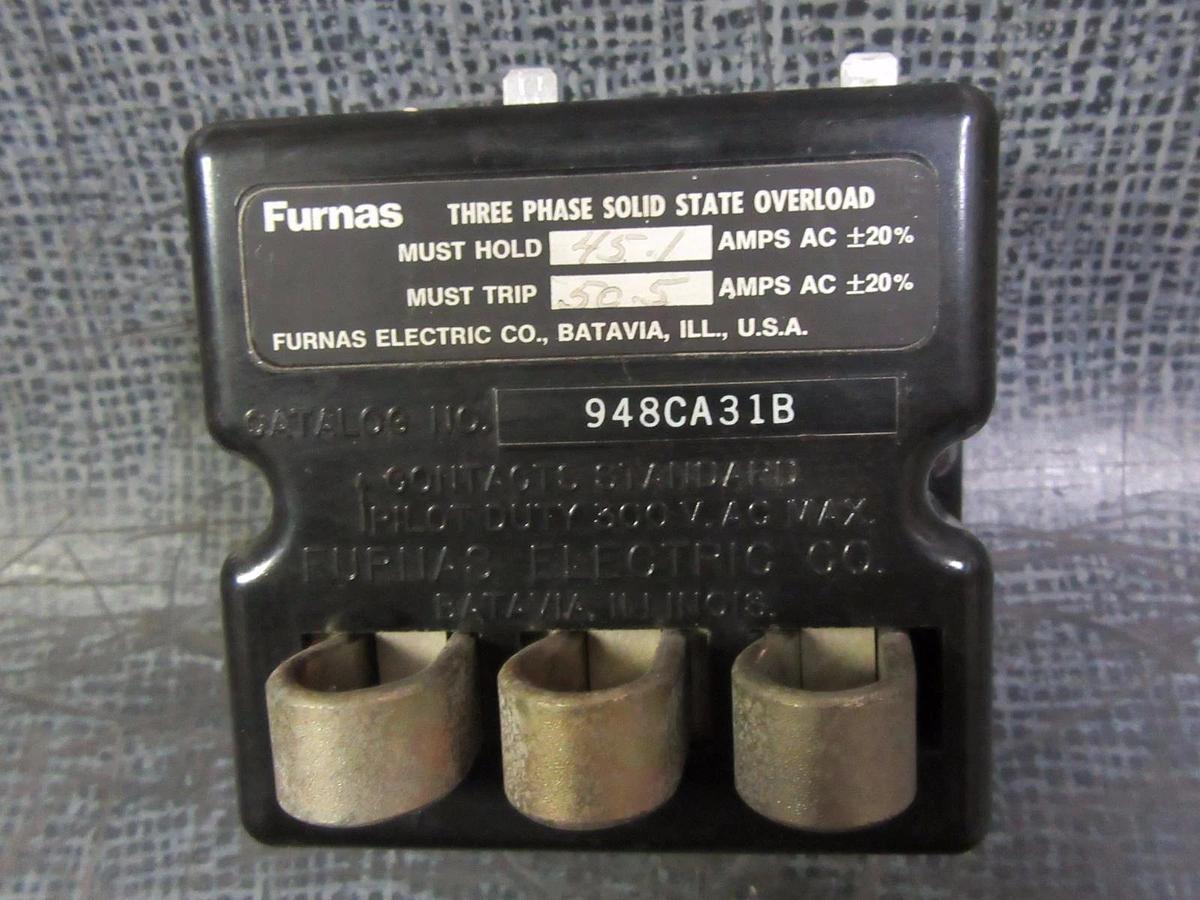 Furnas THREE PHASE SOLID STATE OVERLOAD
MUST HOLD 45.1 AMPS AC ±20%
MUST TRIP 50.5 AMPS AC ±20%
FURNAS ELECTRIC CO., BATAVIA, ILL., U.S.A.
CATALOG NO. 948CA31B
CONTACTS STANDARD
PILOT DUTY 300 V. AC MAX.
FURNAS ELECTRIC CO.
BATAVIA, ILLINOIS.